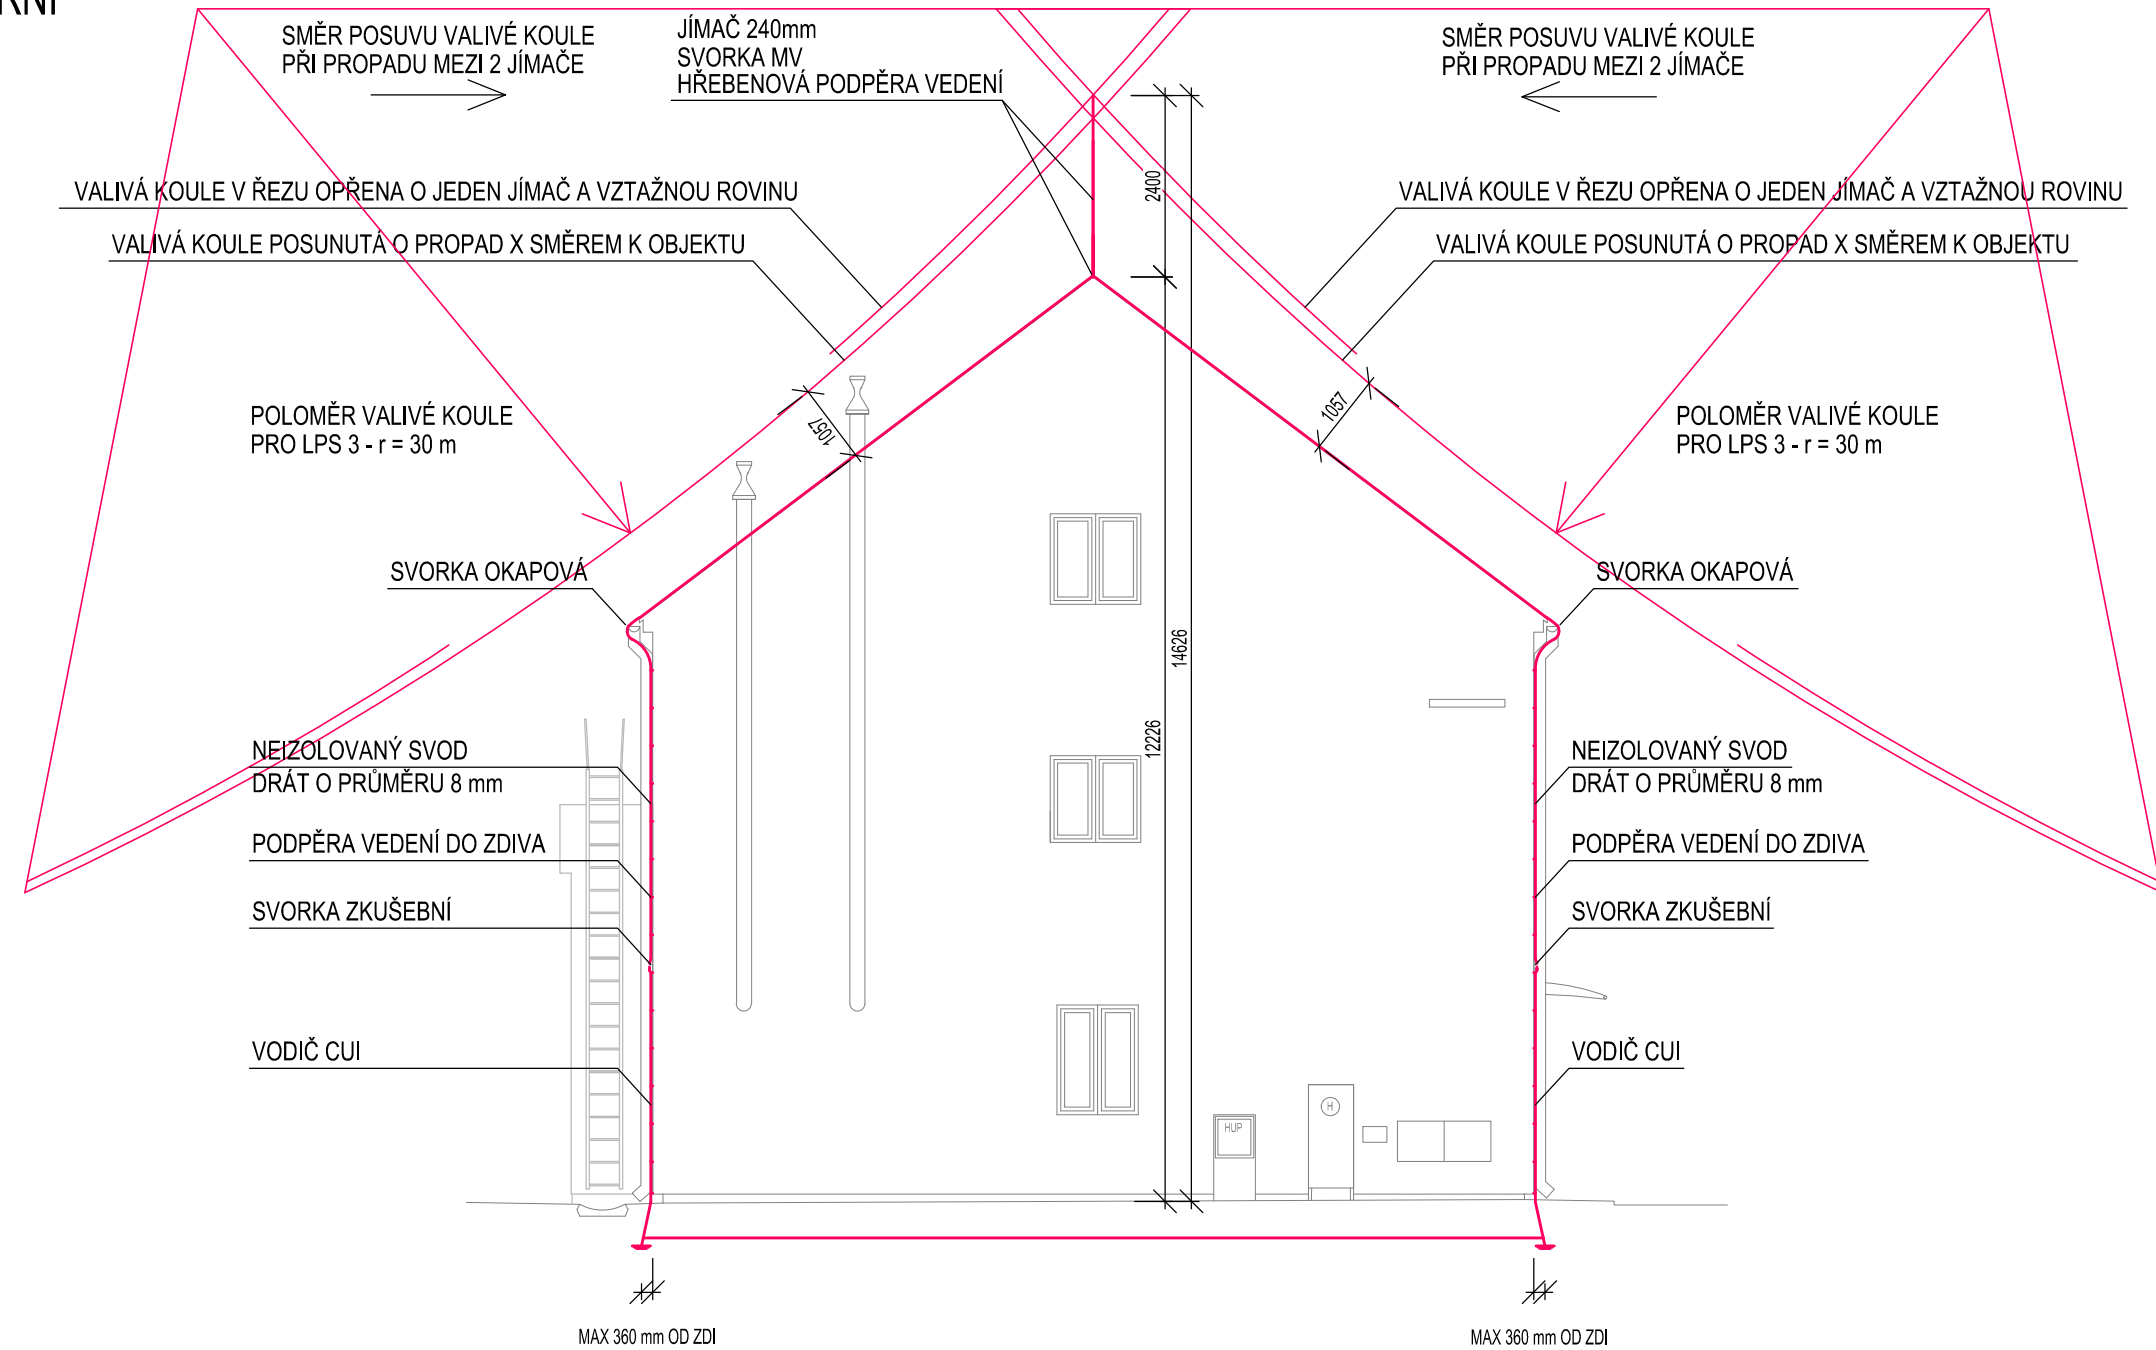 SMĚR POSUVU VALIVÉ KOULE
PŘI PROPADU MEZI 2 JÍMAČE
JÍMAČ 240mm
SVORKA MV
HŘEBENOVÁ PODPĚRA VEDENÍ
SMĚR POSUVU VALIVÉ KOULE
PŘI PROPADU MEZI 2 JÍMAČE
VALIVÁ KOULE V ŘEZU OPŘENA O JEDEN JÍMAČ A VZTAŽNOU ROVINU
VALIVÁ KOULE POSUNUTÁ O PROPAD X SMĚREM K OBJEKTU
2400
VALIVÁ KOULE V ŘEZU OPŘENA O JEDEN JÍMAČ A VZTAŽNOU ROVINU
VALIVÁ KOULE POSUNUTÁ O PROPAD X SMĚREM K OBJEKTU
POLOMĚR VALIVÉ KOULE
PRO LPS 3 - r = 30 m
1057
1057
POLOMĚR VALIVÉ KOULE
PRO LPS 3 - r = 30 m
SVORKA OKAPOVÁ
SVORKA OKAPOVÁ
14626
12226
NEIZOLOVANÝ SVOD
DRÁT O PRŮMĚRU 8 mm
NEIZOLOVANÝ SVOD
DRÁT O PRŮMĚRU 8 mm
PODPĚRA VEDENÍ DO ZDIVA
PODPĚRA VEDENÍ DO ZDIVA
SVORKA ZKUŠEBNÍ
SVORKA ZKUŠEBNÍ
VODIČ CUI
VODIČ CUI
HUP
H
MAX 360 mm OD ZDI
MAX 360 mm OD ZDI